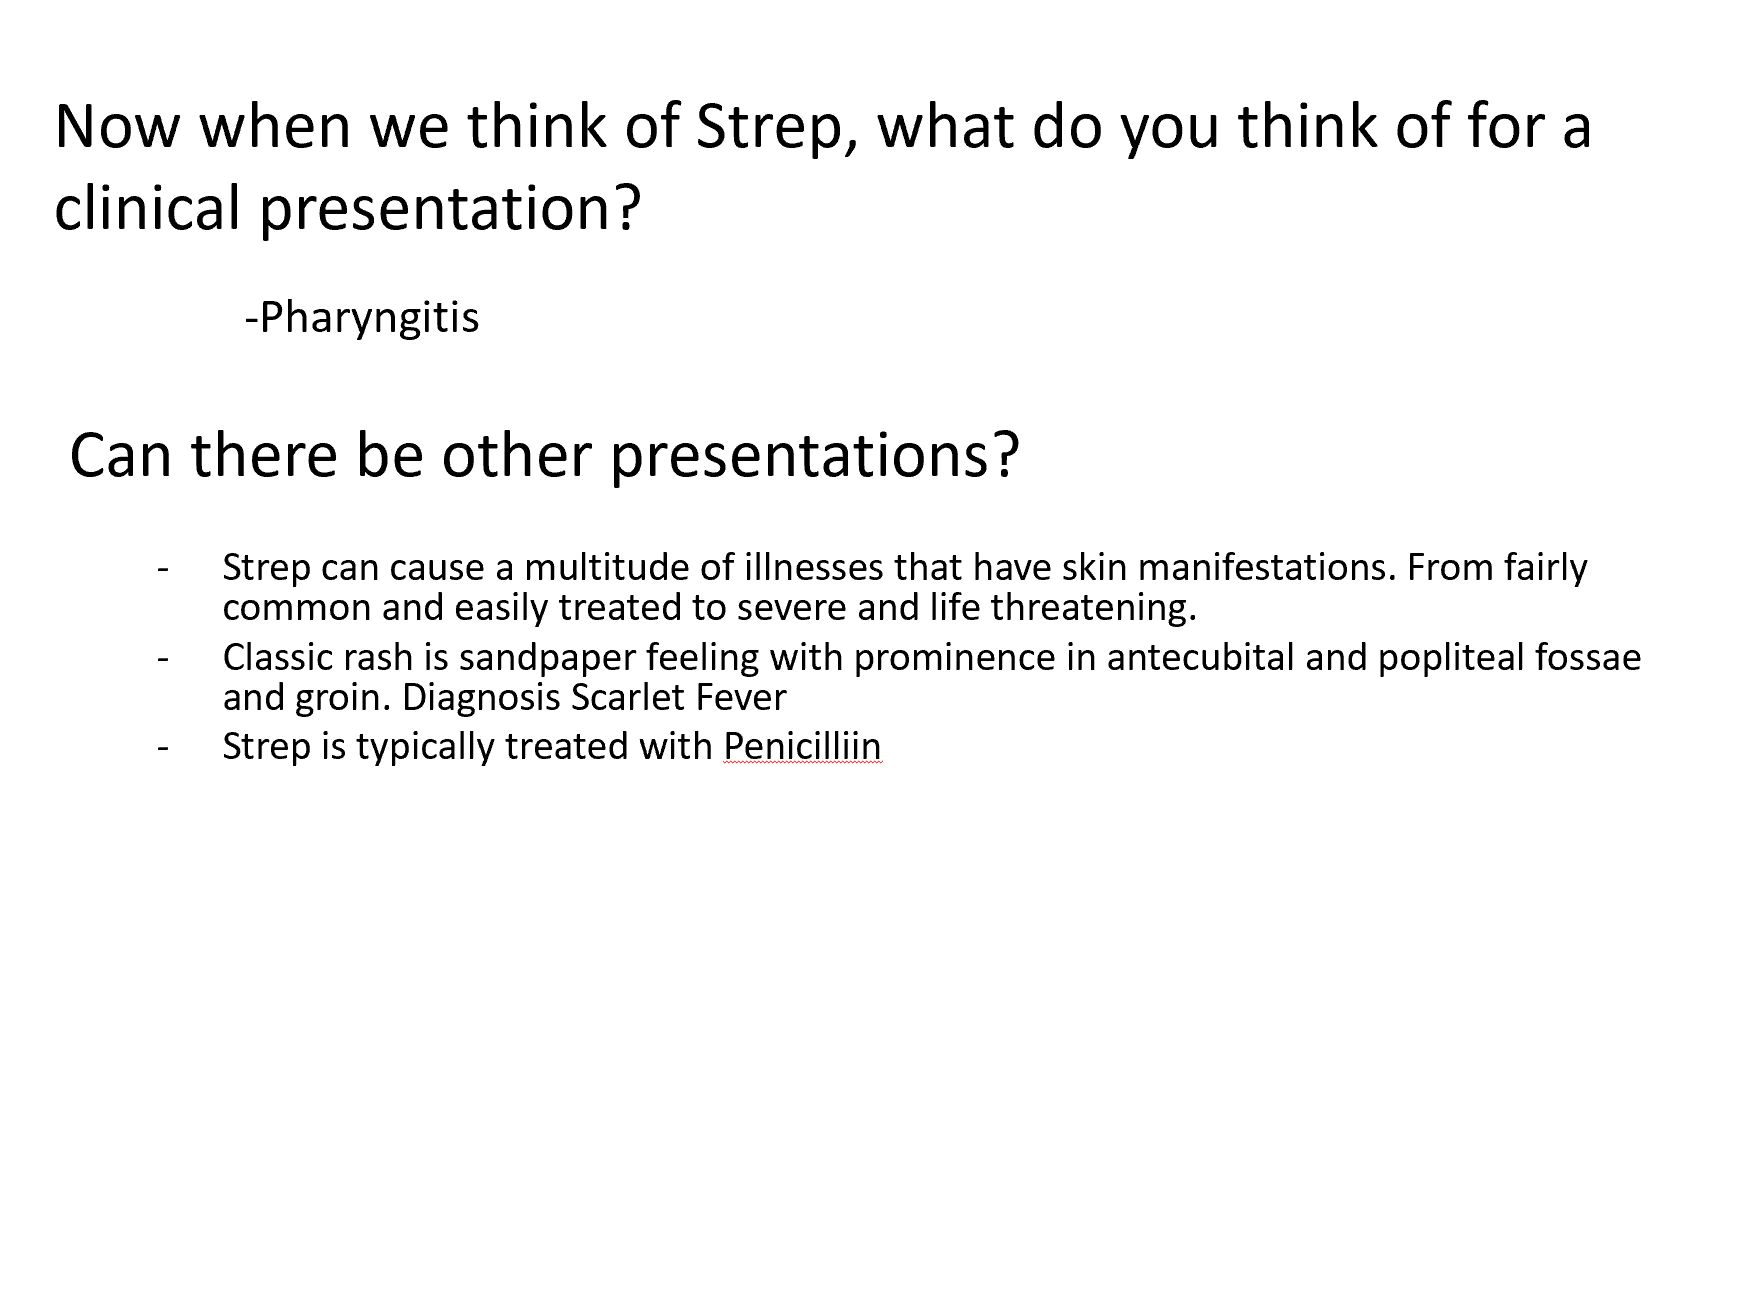 Now when we think of Strep, what do you think of for a
clinical presentation?
-Pharyngitis
Can there be other presentations?
- Strep can cause a multitude of illnesses that have skin manifestations. From fairly
common and easily treated to severe and life threatening.
- Classic rash is sandpaper feeling with prominence in antecubital and popliteal fossae
and groin. Diagnosis Scarlet Fever
- Strep is typically treated with Penicilliin